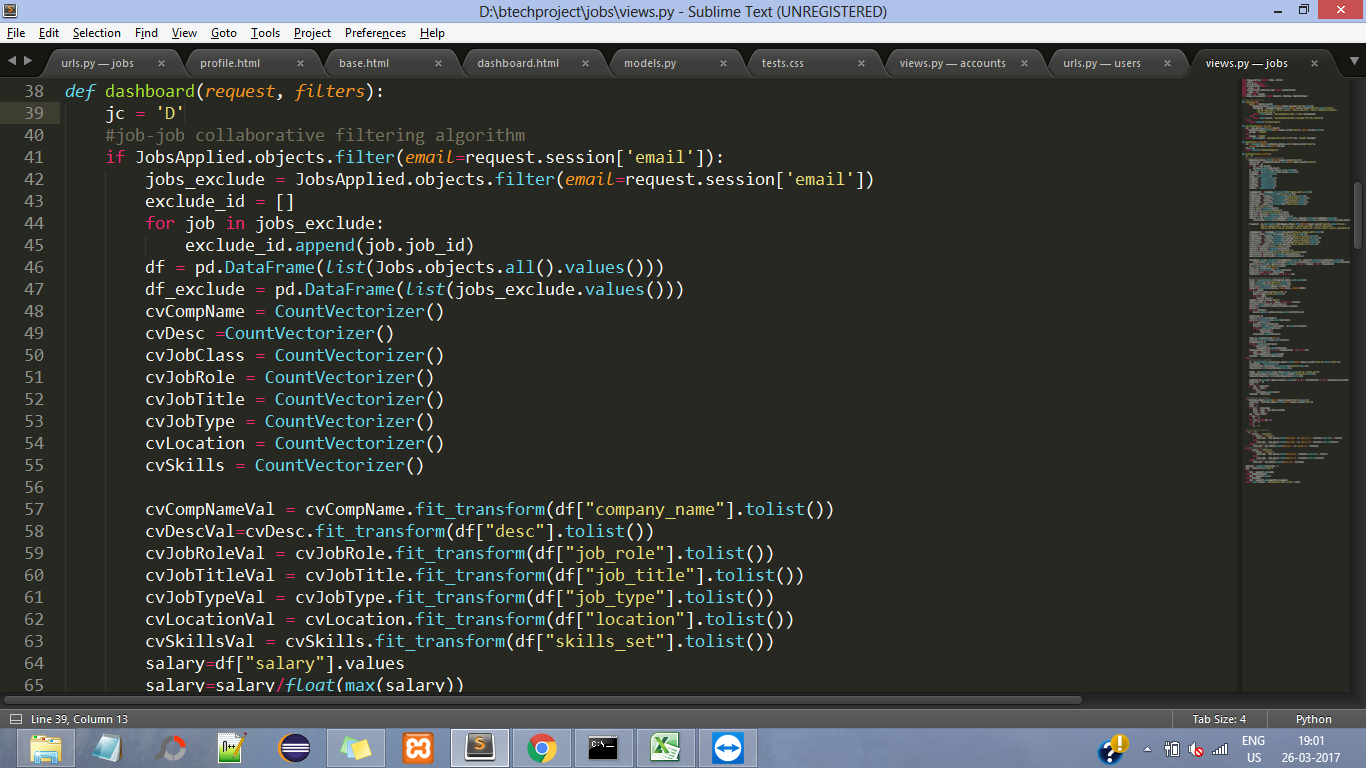 D:\btechproject\jobs\views.py - Sublime Text (UNREGISTERED)
File Edit Selection Find View Goto Tools Project Preferences Help
urls.py — jobs profile.html base.html dashboard.html models.py tests.css views.py — accounts urls.py — users views.py — jobs
38 def dashboard(request, filters):
39     jc = 'D'
40     #job-job collaborative filtering algorithm
41     if JobsApplied.objects.filter(email=request.session['email']):
42         jobs_exclude = JobsApplied.objects.filter(email=request.session['email'])
43         exclude_id = []
44         for job in jobs_exclude:
45             exclude_id.append(job.job_id)
46         df = pd.DataFrame(list(Jobs.objects.all().values()))
47         df_exclude = pd.DataFrame(list(jobs_exclude.values()))
48         cvCompName = CountVectorizer()
49         cvDesc =CountVectorizer()
50         cvJobClass = CountVectorizer()
51         cvJobRole = CountVectorizer()
52         cvJobTitle = CountVectorizer()
53         cvJobType = CountVectorizer()
54         cvLocation = CountVectorizer()
55         cvSkills = CountVectorizer()
56
57         cvCompNameVal = cvCompName.fit_transform(df["company_name"].tolist())
58         cvDescVal=cvDesc.fit_transform(df["desc"].tolist())
59         cvJobRoleVal = cvJobRole.fit_transform(df["job_role"].tolist())
60         cvJobTitleVal = cvJobTitle.fit_transform(df["job_title"].tolist())
61         cvJobTypeVal = cvJobType.fit_transform(df["job_type"].tolist())
62         cvLocationVal = cvLocation.fit_transform(df["location"].tolist())
63         cvSkillsVal = cvSkills.fit_transform(df["skills_set"].tolist())
64         salary=df["salary"].values
65         salary=salary/float(max(salary))
Line 39, Column 13 Tab Size: 4 Python
ENG 19:01
US 26-03-2017